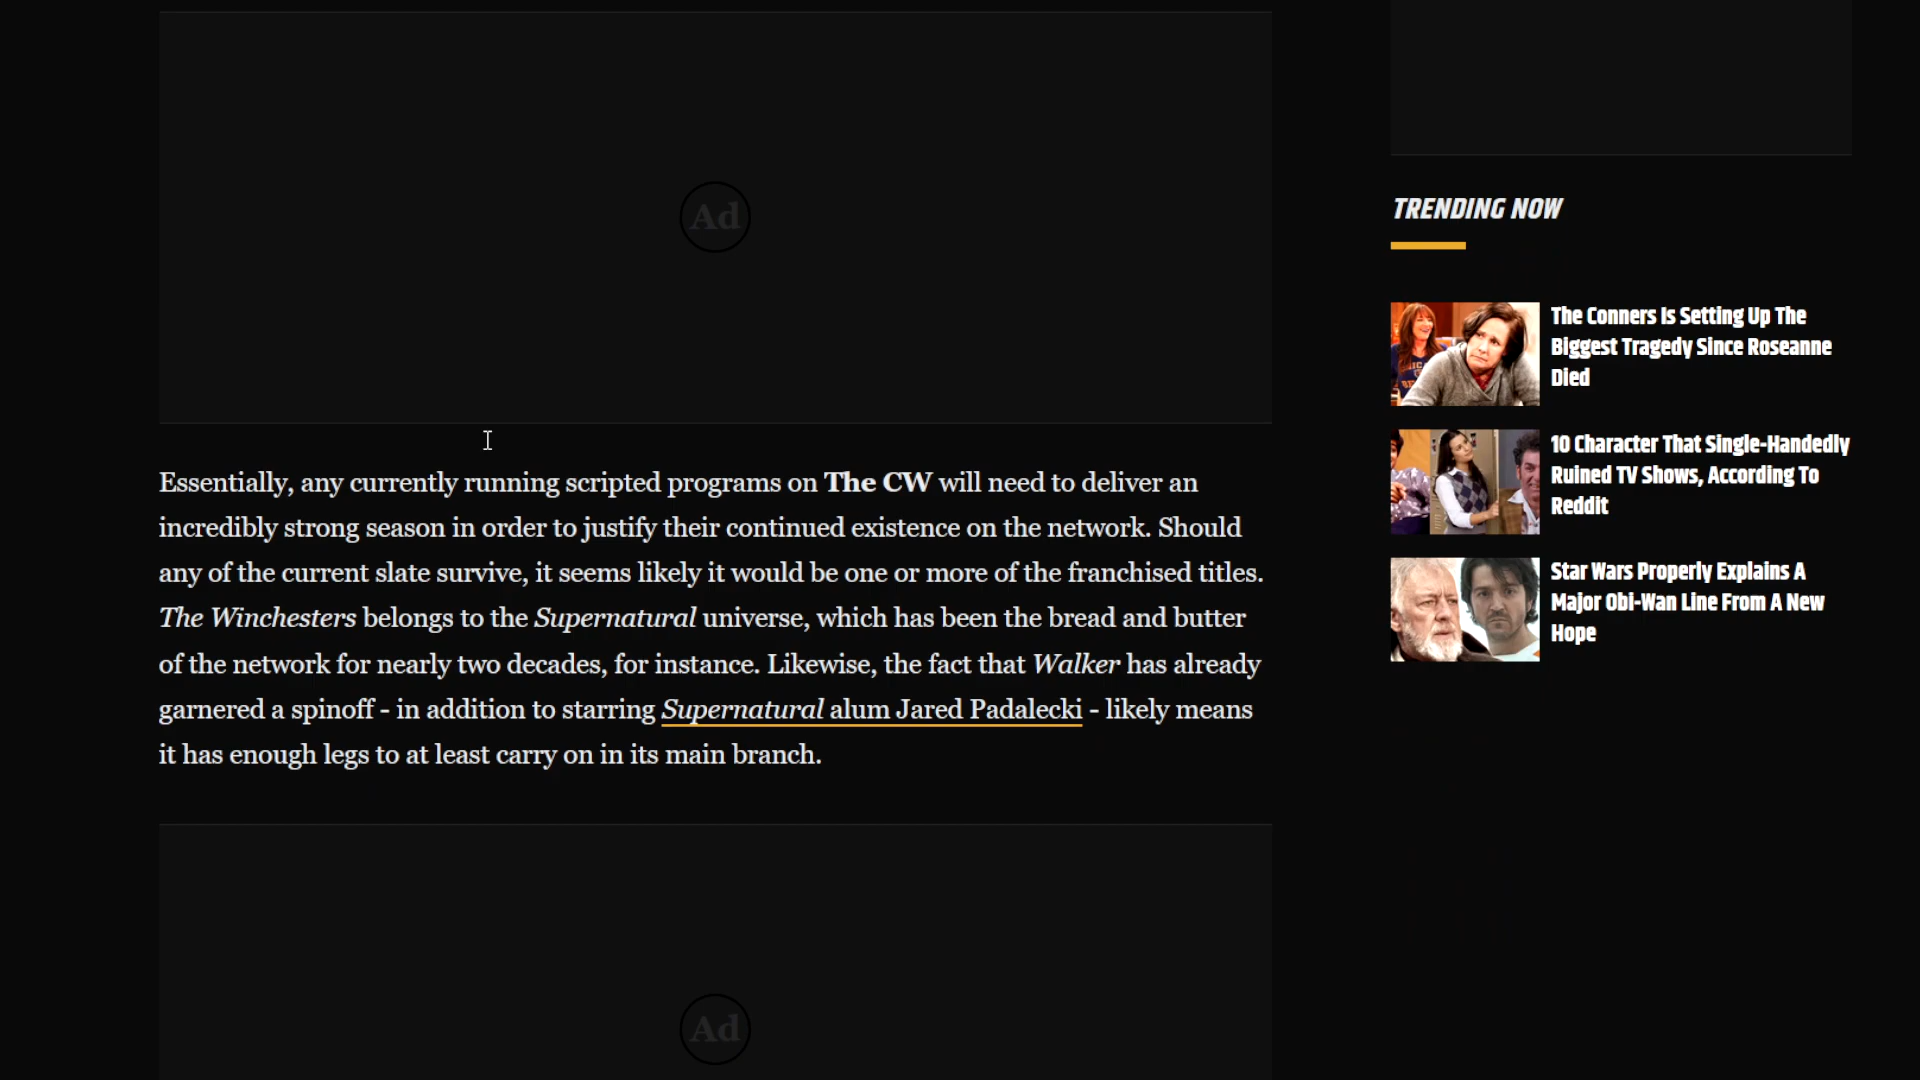 Ad
Essentially, any currently running scripted programs on The CW will need to deliver an
incredibly strong season in order to justify their continued existence on the network. Should
any of the current slate survive, it seems likely it would be one or more of the franchised titles.
The Winchesters belongs to the Supernatural universe, which has been the bread and butter
of the network for nearly two decades, for instance. Likewise, the fact that Walker has already
garnered a spinoff - in addition to starring Supernatural alum Jared Padalecki - likely means
it has enough legs to at least carry on in its main branch.
Ad
TRENDING NOW
The Conners Is Setting Up The
Biggest Tragedy Since Roseanne
Died
10 Character That Single-Handedly
Ruined TV Shows, According To
Reddit
Star Wars Properly Explains A
Major Obi-Wan Line From A New
Hope